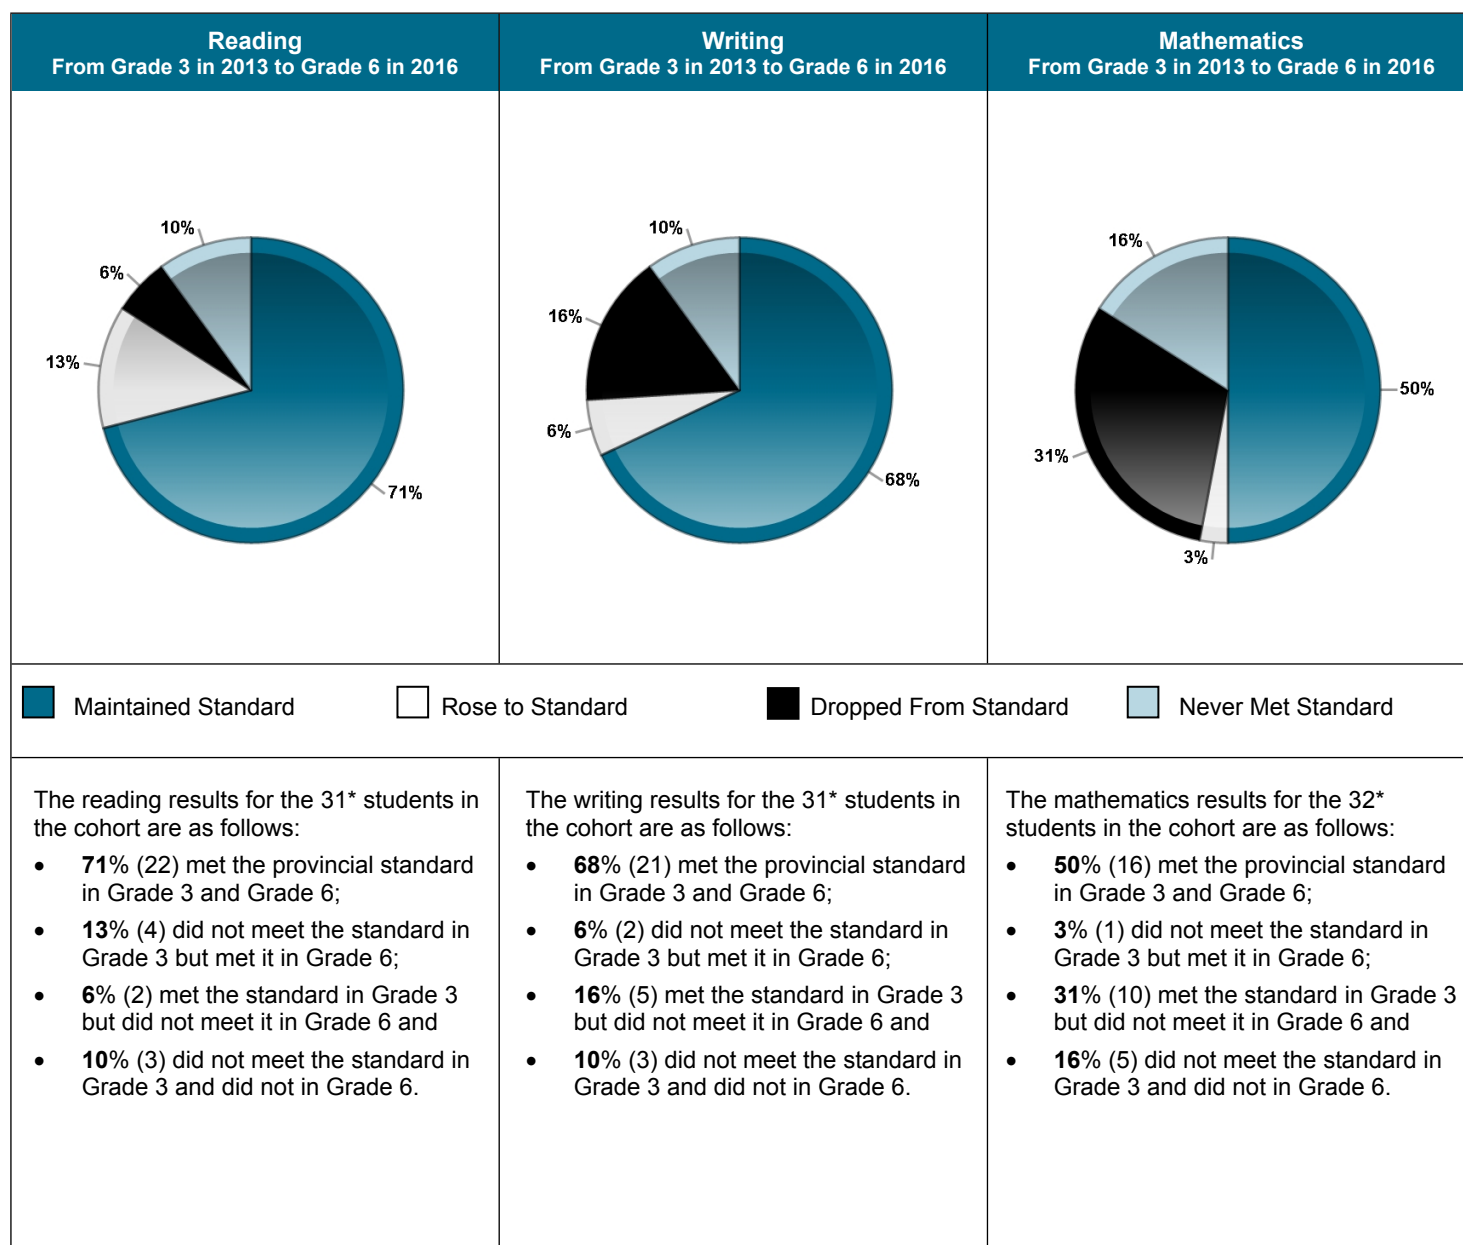 Reading
From Grade 3 in 2013 to Grade 6 in 2016
Writing
From Grade 3 in 2013 to Grade 6 in 2016
Mathematics
From Grade 3 in 2013 to Grade 6 in 2016
10%
6%
13%
71%
10%
16%
6%
68%
16%
50%
31%
3%
Maintained Standard
Rose to Standard
Dropped From Standard
Never Met Standard
The reading results for the 31* students in
the cohort are as follows:
• 71% (22) met the provincial standard
in Grade 3 and Grade 6;
• 13% (4) did not meet the standard in
Grade 3 but met it in Grade 6;
• 6% (2) met the standard in Grade 3
but did not meet it in Grade 6 and
• 10% (3) did not meet the standard in
Grade 3 and did not in Grade 6.
The writing results for the 31* students in
the cohort are as follows:
• 68% (21) met the provincial standard
in Grade 3 and Grade 6;
• 6% (2) did not meet the standard in
Grade 3 but met it in Grade 6;
• 16% (5) met the standard in Grade 3
but did not meet it in Grade 6 and
• 10% (3) did not meet the standard in
Grade 3 and did not in Grade 6.
The mathematics results for the 32*
students in the cohort are as follows:
• 50% (16) met the provincial standard
in Grade 3 and Grade 6;
• 3% (1) did not meet the standard in
Grade 3 but met it in Grade 6;
• 31% (10) met the standard in Grade 3
but did not meet it in Grade 6 and
• 16% (5) did not meet the standard in
Grade 3 and did not in Grade 6.